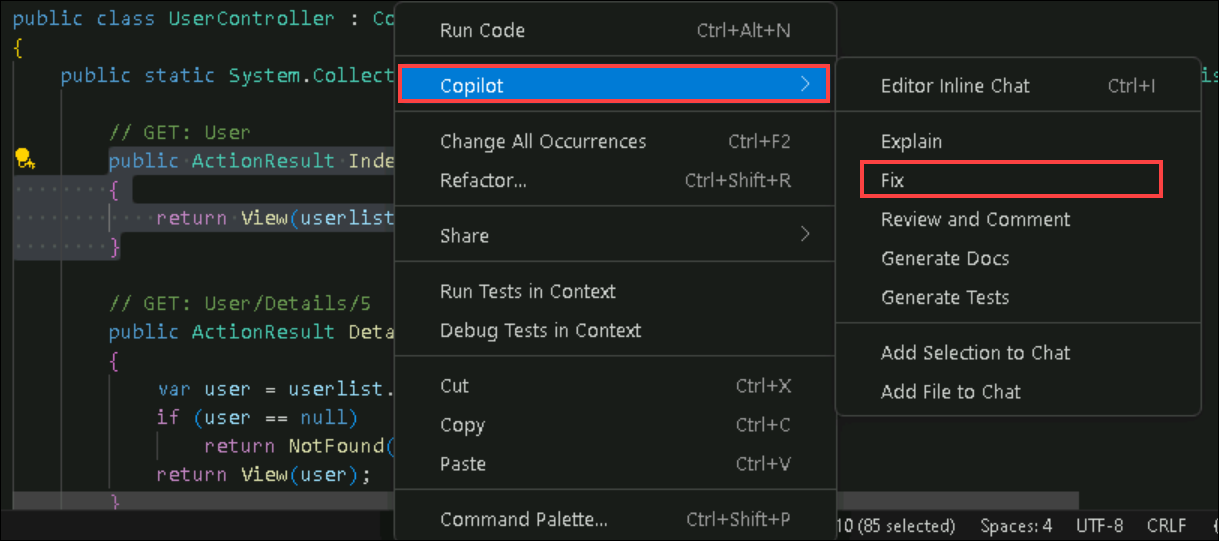 public class UserController : Co
{
public static System.Collect
// GET: User
public ActionResult Inde
{
return View(userlist
}
// GET: User/Details/5
public ActionResult Deta
{
var user = userlist.
if (user == null)
return NotFound(
return View(user);
}
Run Code Ctrl+Alt+N
Copilot
Change All Occurrences Ctrl+F2
Refactor... Ctrl+Shift+R
Share
Run Tests in Context
Debug Tests in Context
Cut Ctrl+X
Copy Ctrl+C
Paste Ctrl+V
Command Palette... Ctrl+Shift+P
Editor Inline Chat Ctrl+I
Explain
Fix
Review and Comment
Generate Docs
Generate Tests
Add Selection to Chat
Add File to Chat
is
10 (85 selected) Spaces: 4 UTF-8 CRLF {